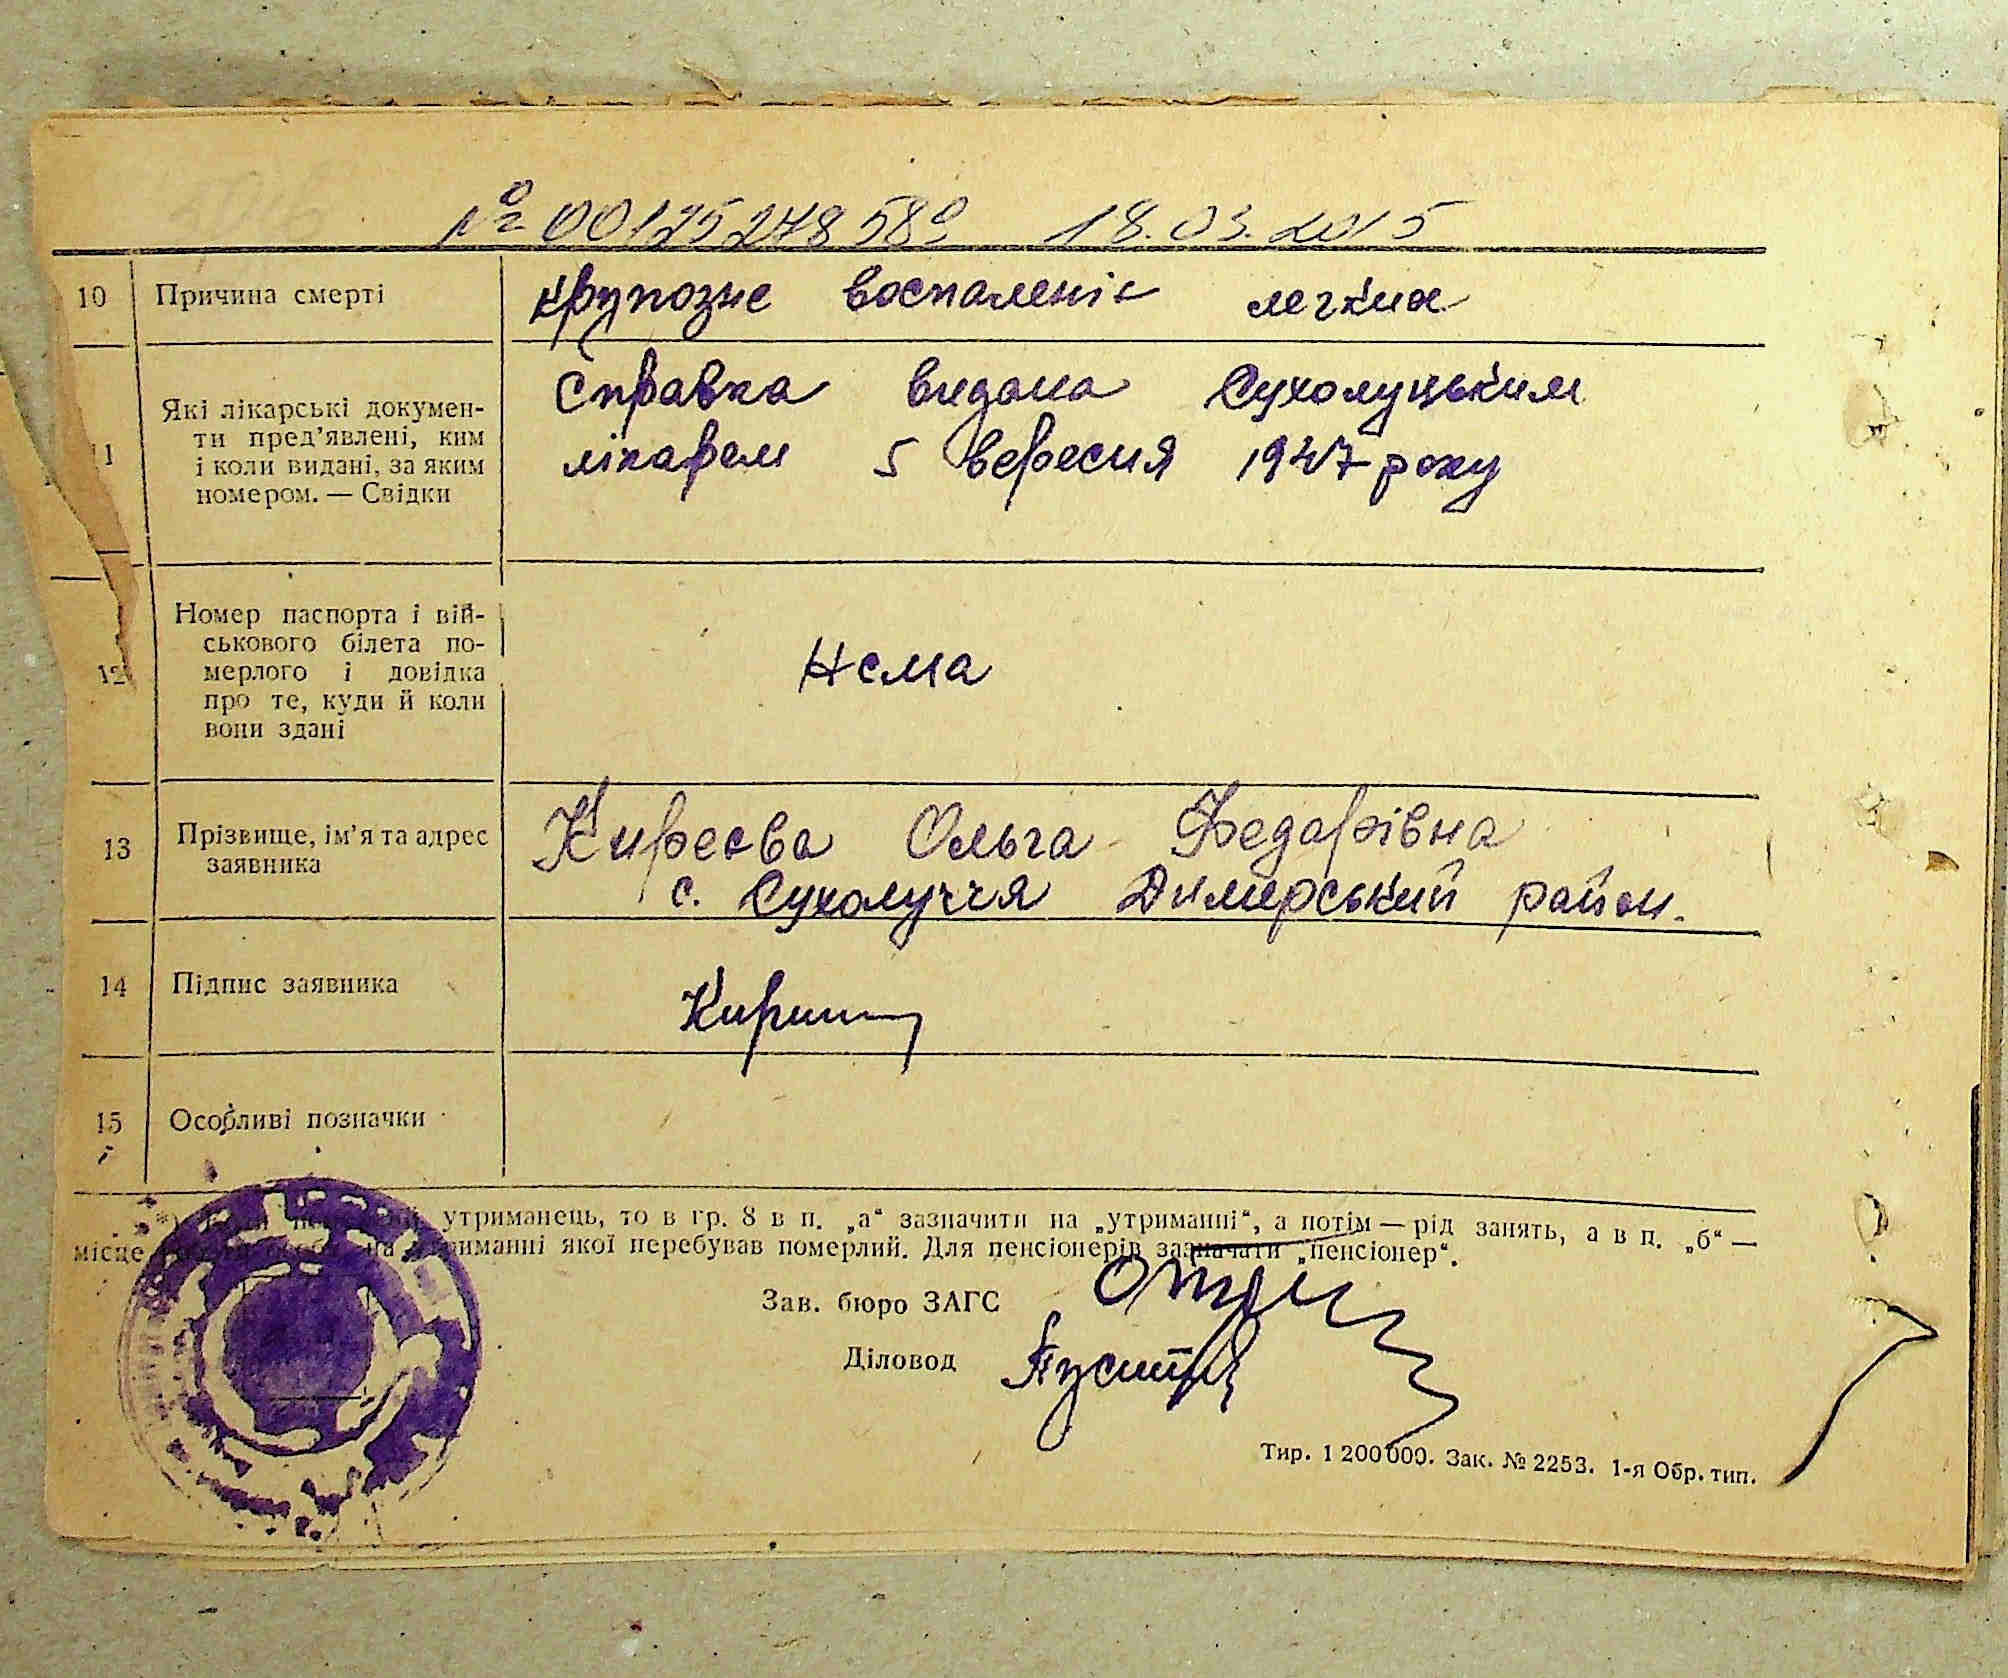 № 00125278589 18.03.2015
10 Причина смерті крупозне воспаленіє легких
11 Які лікарські докумен-
ти пред’явлені, ким
і коли видані, за яким
номером. — Свідки
Справка видана Сухолуцьким
лікарем 5 вересня 1947 року
12 Номер паспорта і вій-
ськового білета по-
мерлого і довідка
про те, куди й коли
вони здані
Нема
13 Прізвище, ім’я та адрес
заявника
Киреєва Ольга Федарівна
с. Сухолуччя Димерський район.
14 Підпис заявника
15 Особливі позначки
утриманець, то в гр. 8 в п. „а“ зазначити на „утриманні“, а потім — рід занять, а в п. „б“ —
місце на утриманні якої перебував померлий. Для пенсіонерів зазначати „пенсіонер“.
Зав. бюро ЗАГС
Діловод
Тир. 1 200 000. Зак. № 2253. 1-я Обр. тип.